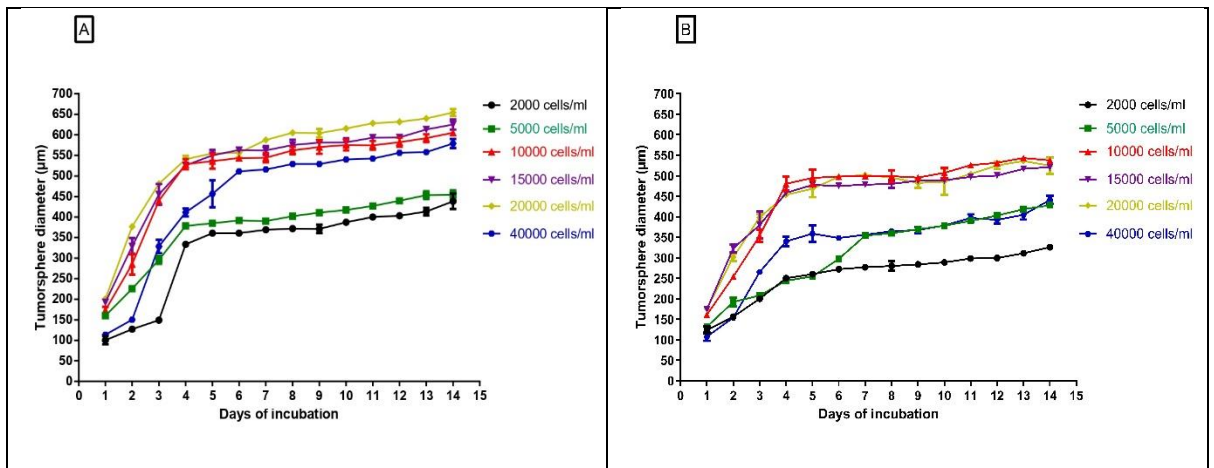 A
700
650
600
550
500
450
400
350
300
250
200
150
100
50
0
Tumorsphere diameter (µm)
0 1 2 3 4 5 6 7 8 9 10 11 12 13 14 15
Days of incubation
2000 cells/ml
5000 cells/ml
10000 cells/ml
15000 cells/ml
20000 cells/ml
40000 cells/ml
B
700
650
600
550
500
450
400
350
300
250
200
150
100
50
0
Tumorsphere diameter (µm)
0 1 2 3 4 5 6 7 8 9 10 11 12 13 14 15
Days of incubation
2000 cells/ml
5000 cells/ml
10000 cells/ml
15000 cells/ml
20000 cells/ml
40000 cells/ml